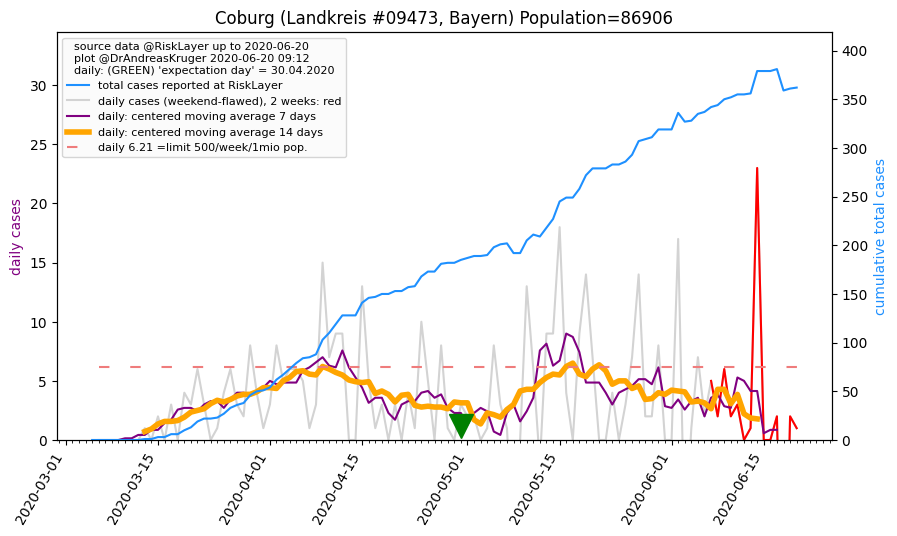 Coburg (Landkreis #09473, Bayern) Population=86906
source data @RiskLayer up to 2020-06-20
plot @DrAndreasKruger 2020-06-20 09:12
daily: (GREEN) 'expectation day' = 30.04.2020
total cases reported at RiskLayer
daily cases (weekend-flawed), 2 weeks: red
daily: centered moving average 7 days
daily: centered moving average 14 days
daily 6.21 =limit 500/week/1mio pop.
daily cases
30
25
20
15
10
5
0
cumulative total cases
400
350
300
250
200
150
100
50
0
2020-03-01
2020-03-15
2020-04-01
2020-04-15
2020-05-01
2020-05-15
2020-06-01
2020-06-15